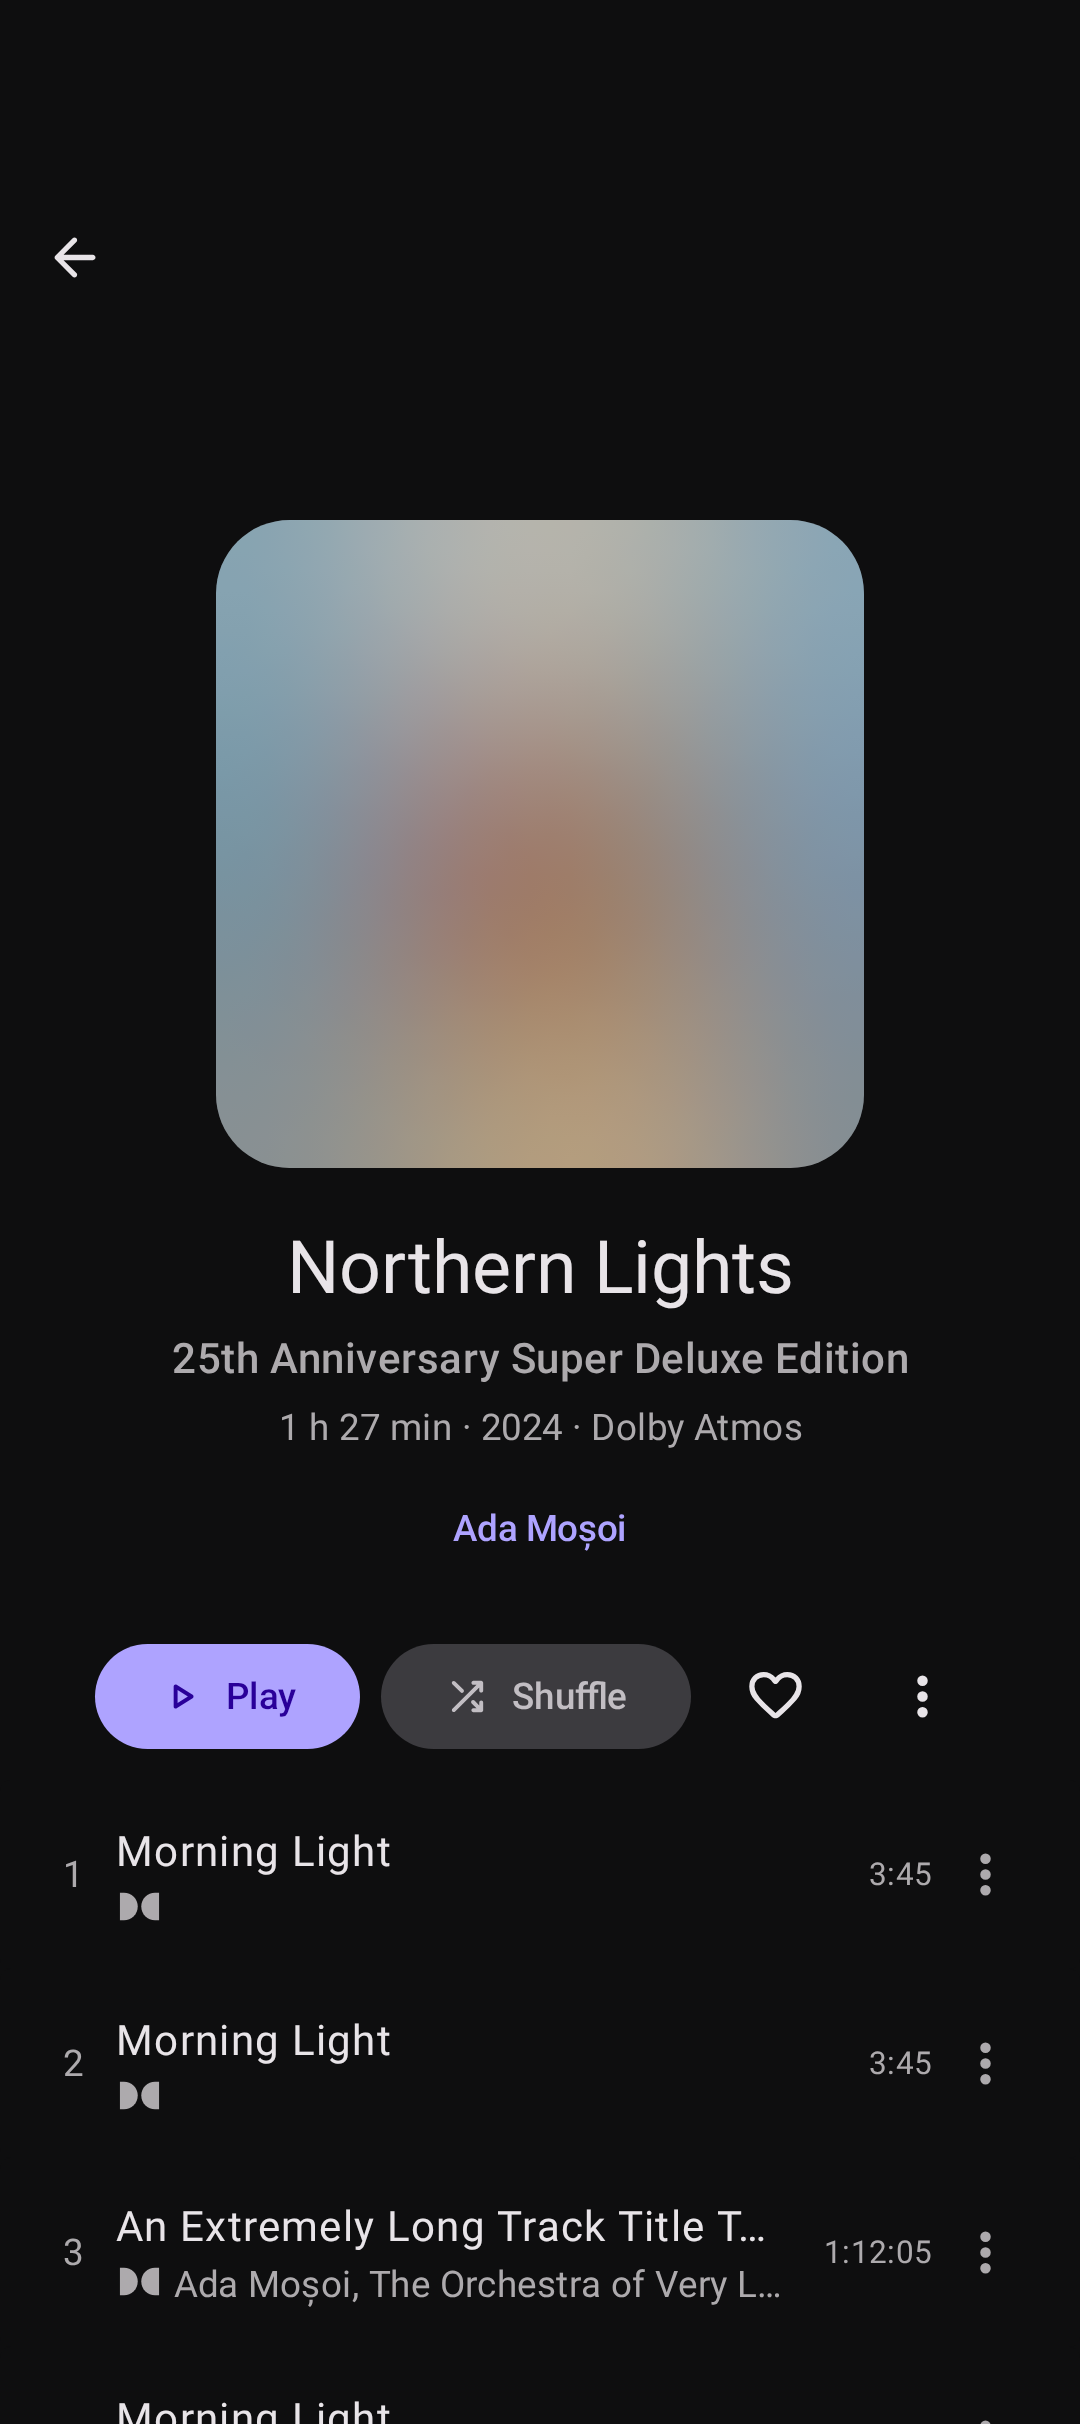 Northern Lights
25th Anniversary Super Deluxe Edition
1 h 27 min · 2024 · Dolby Atmos
Ada Moșoi
Play
Shuffle
1
Morning Light
3:45
2
Morning Light
3:45
3
An Extremely Long Track Title T…
1:12:05
Ada Moșoi, The Orchestra of Very L…
Morning Light